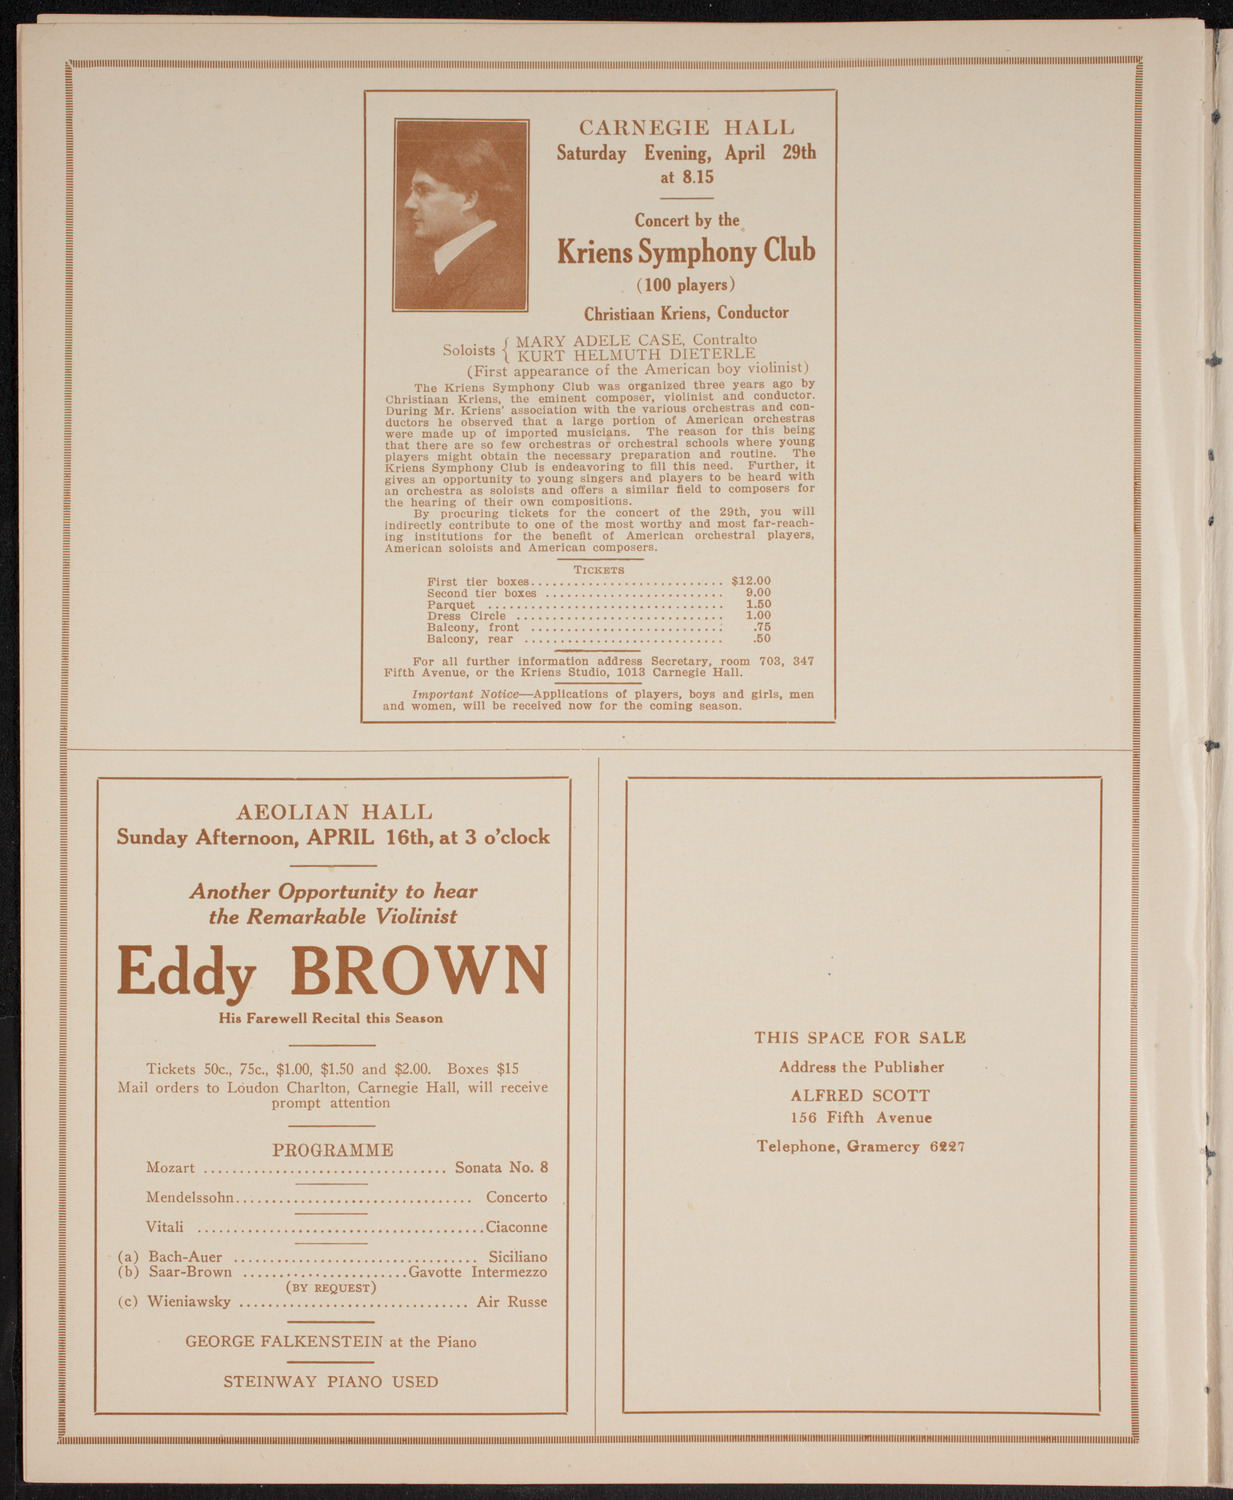 CARNEGIE HALL
Saturday Evening, April 29th
at 8.15
Concert by the
Kriens Symphony Club
(100 players)
Christiaan Kriens, Conductor
Soloists { MARY ADELE CASE, Contralto
KURT HELMUTH DIETERLE
(First appearance of the American boy violinist)
The Kriens Symphony Club was organized three years ago by
Christiaan Kriens, the eminent composer, violinist and conductor.
During Mr. Kriens' association with the various orchestras and con-
ductors he observed that a large portion of American orchestras
were made up of imported musicians. The reason for this being
that there are so few orchestras or orchestral schools where young
players might obtain the necessary preparation and routine. The
Kriens Symphony Club is endeavoring to fill this need. Further, it
gives an opportunity to young singers and players to be heard with
an orchestra as soloists and offers a similar field to composers for
the hearing of their own compositions.
By procuring tickets for the concert of the 29th, you will
indirectly contribute to one of the most worthy and most far-reach-
ing institutions for the benefit of American orchestral players,
American soloists and American composers.
TICKETS
First tier boxes........................... $12.00
Second tier boxes ......................... 9.00
Parquet ................................. 1.50
Dress Circle ............................. 1.00
Balcony, front ........................... .75
Balcony, rear ............................ .50
For all further information address Secretary, room 703, 347
Fifth Avenue, or the Kriens Studio, 1013 Carnegie Hall.
Important Notice—Applications of players, boys and girls, men
and women, will be received now for the coming season.
AEOLIAN HALL
Sunday Afternoon, APRIL 16th, at 3 o'clock
Another Opportunity to hear
the Remarkable Violinist
Eddy BROWN
His Farewell Recital this Season
Tickets 50c., 75c., $1.00, $1.50 and $2.00. Boxes $15
Mail orders to Loudon Charlton, Carnegie Hall, will receive
prompt attention
PROGRAMME
Mozart .................................. Sonata No. 8
Mendelssohn................................. Concerto
Vitali ........................................Ciaconne
(a) Bach-Auer .................................. Siciliano
(b) Saar-Brown .......................Gavotte Intermezzo
(BY REQUEST)
(c) Wieniawsky ................................ Air Russe
GEORGE FALKENSTEIN at the Piano
STEINWAY PIANO USED
THIS SPACE FOR SALE
Address the Publisher
ALFRED SCOTT
156 Fifth Avenue
Telephone, Gramercy 6227